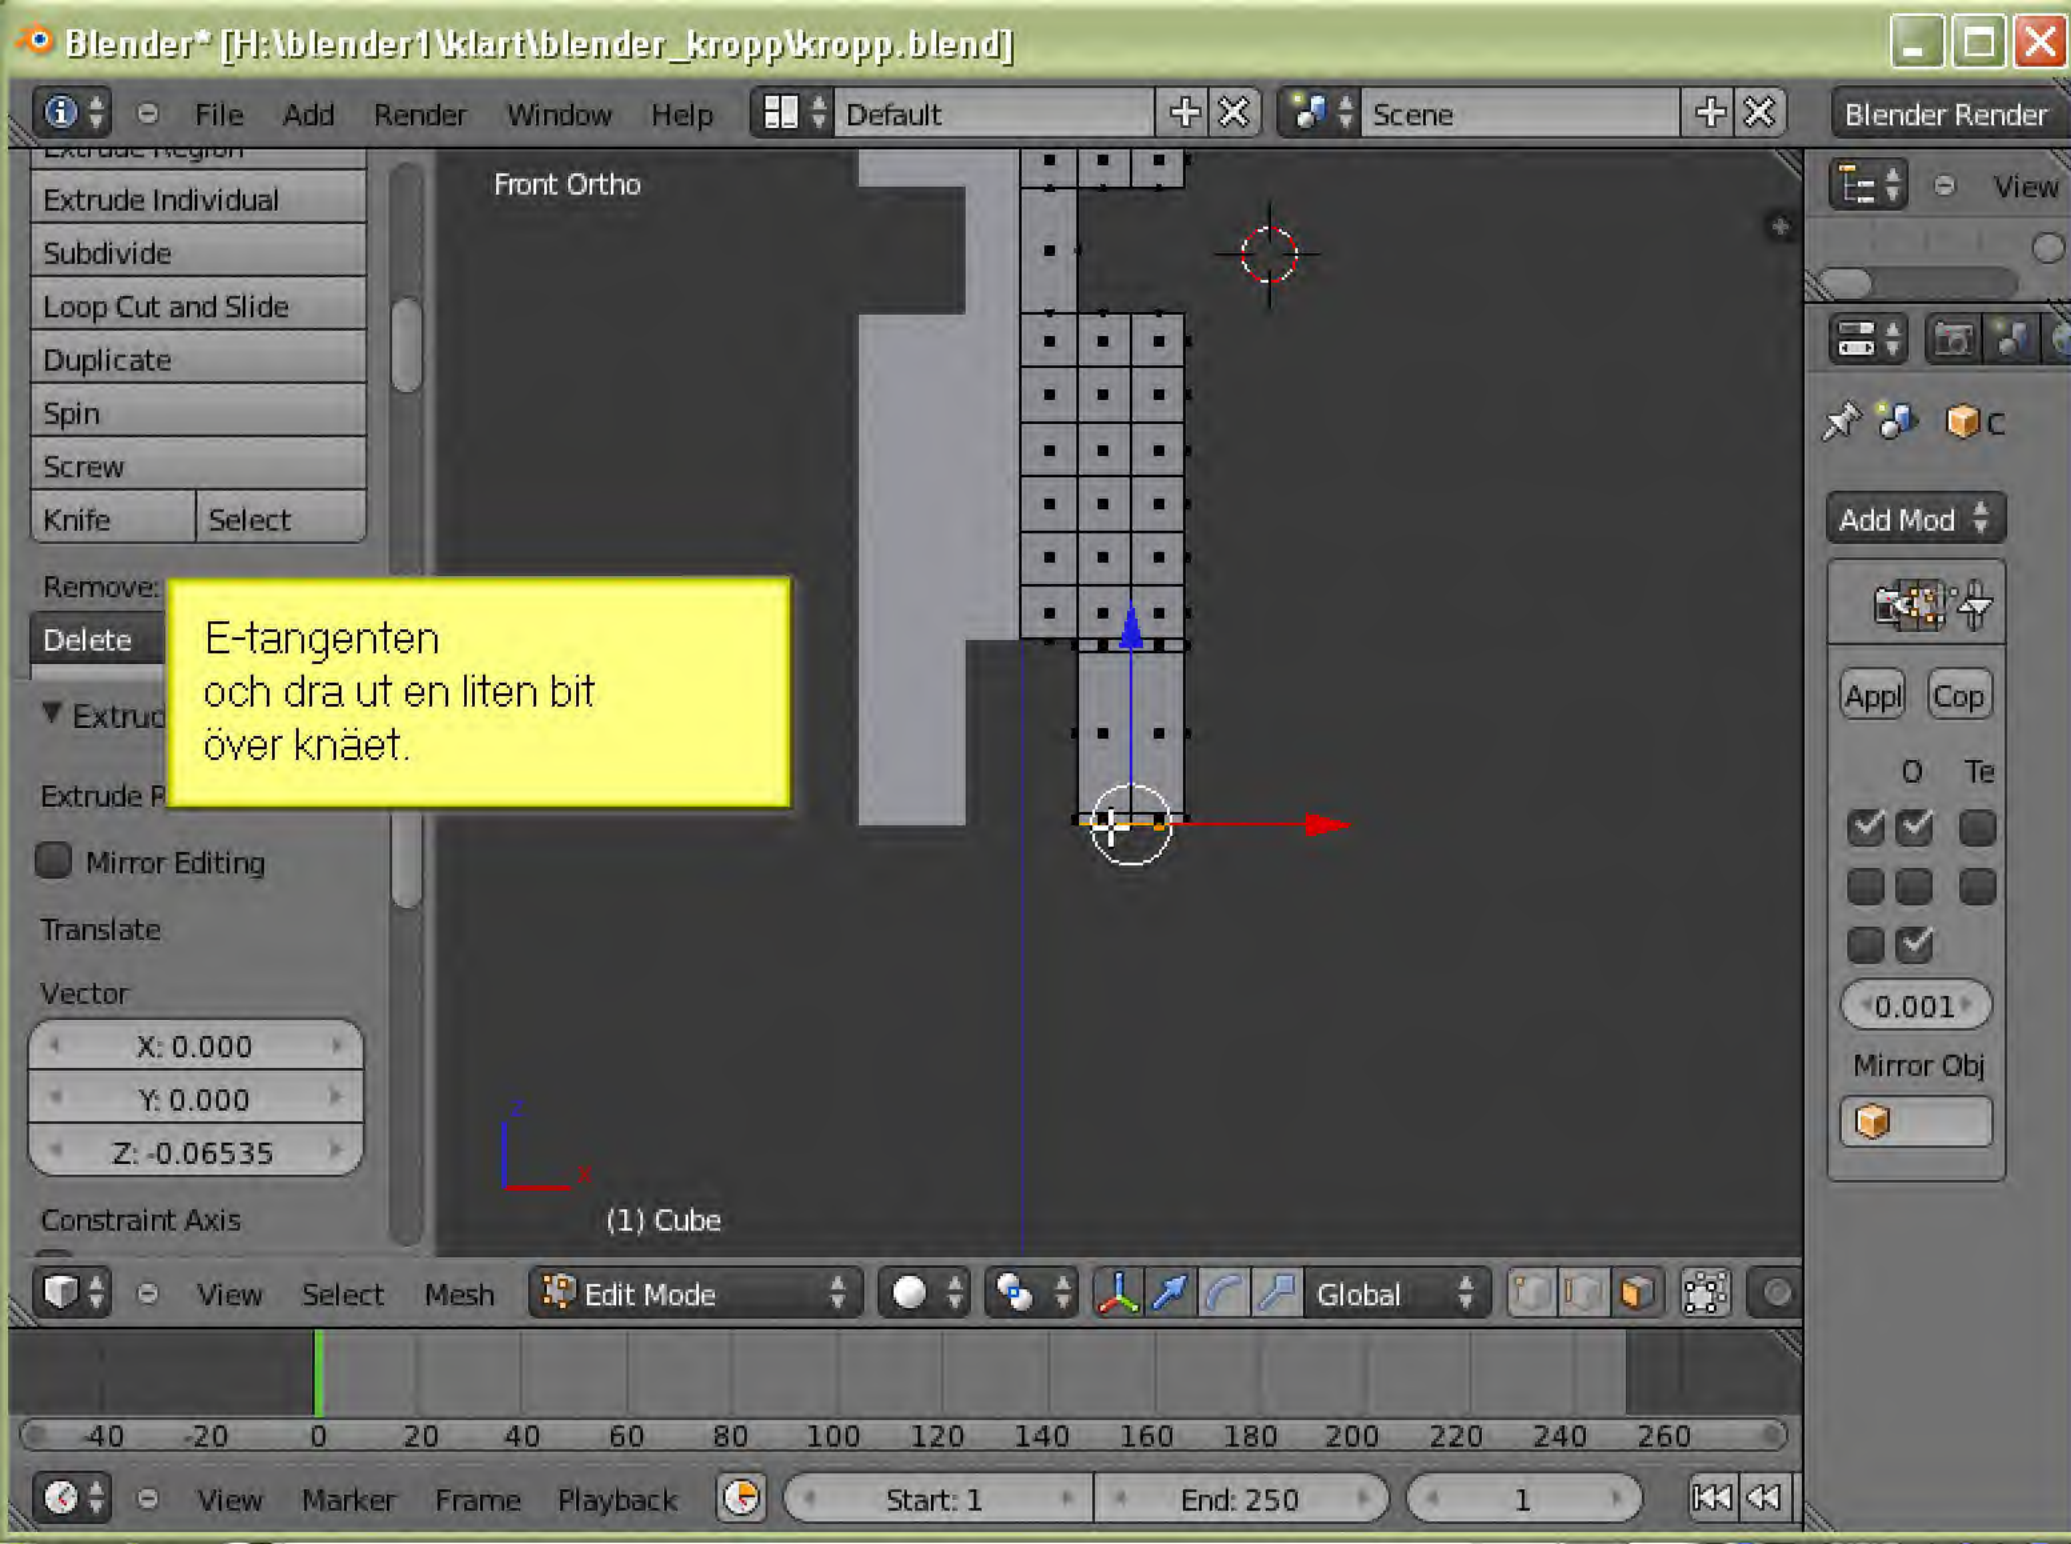 Blender* [H:\blender1\klart\blender_kropp\kropp.blend]
File Add Render Window Help Default Scene Blender Render
Extrude Region
Extrude Individual
Subdivide
Loop Cut and Slide
Duplicate
Spin
Screw
Knife Select
Remove:
Delete
Extruc
Extrude P
Mirror Editing
Translate
Vector
X: 0.000
Y: 0.000
Z: -0.06535
Constraint Axis
Front Ortho
E-tangenten
och dra ut en liten bit
över knäet.
z
x
(1) Cube
View
C
Add Mod
Appl Cop
O Te
0.001
Mirror Obj
View Select Mesh Edit Mode Global
-40 -20 0 20 40 60 80 100 120 140 160 180 200 220 240 260
View Marker Frame Playback Start: 1 End: 250 1